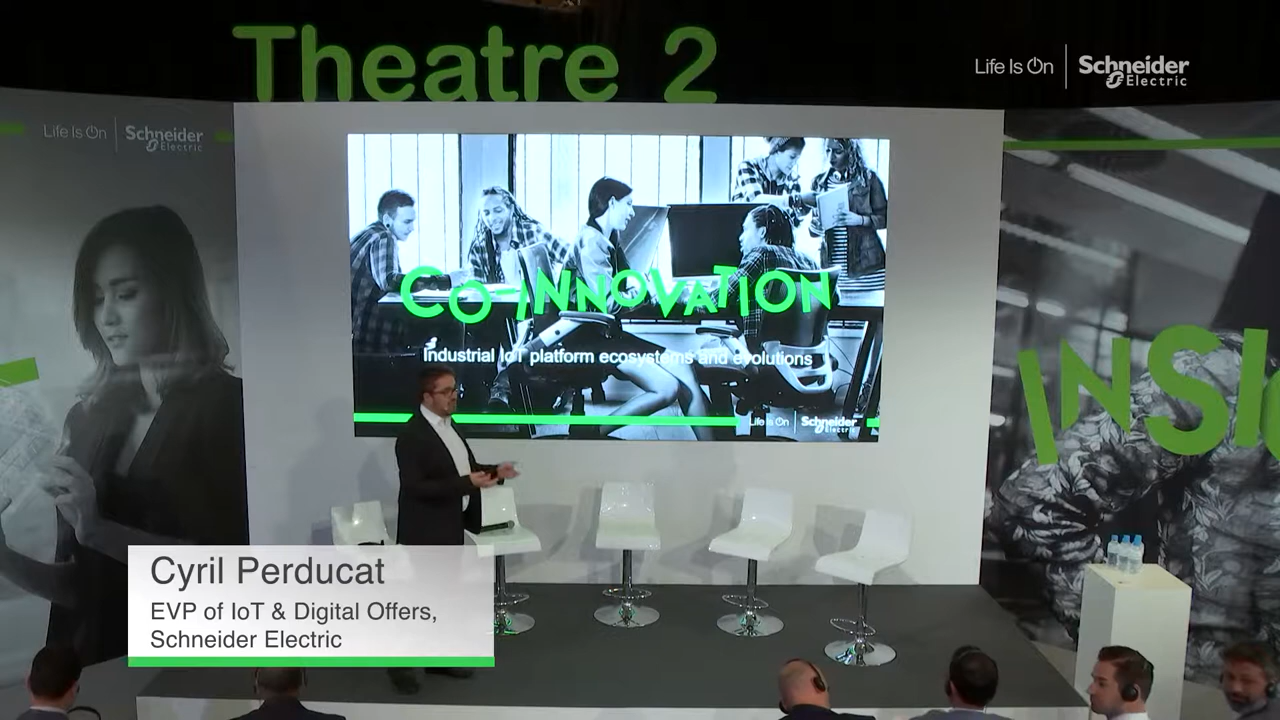 Theatre 2
Life Is On | Schneider Electric
Life Is On | Schneider Electric
CO-INNOVATION
Industrial IoT platform ecosystems and evolutions
Life Is On | Schneider Electric
Cyril Perducat
EVP of IoT & Digital Offers,
Schneider Electric